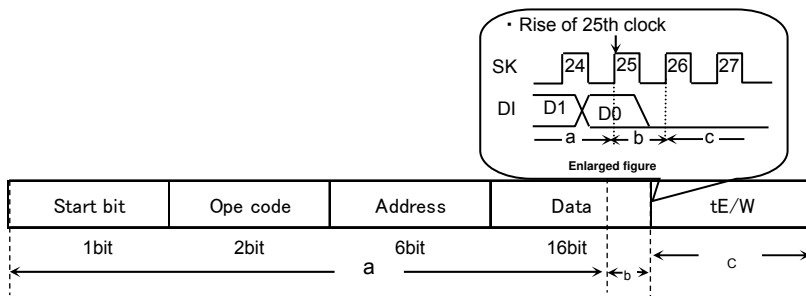 ・ Rise of 25th clock
SK 24 25 26 27
DI D1 D0
a b c
Enlarged figure
Start bit Ope code Address Data tE/W
1bit 2bit 6bit 16bit
a b C